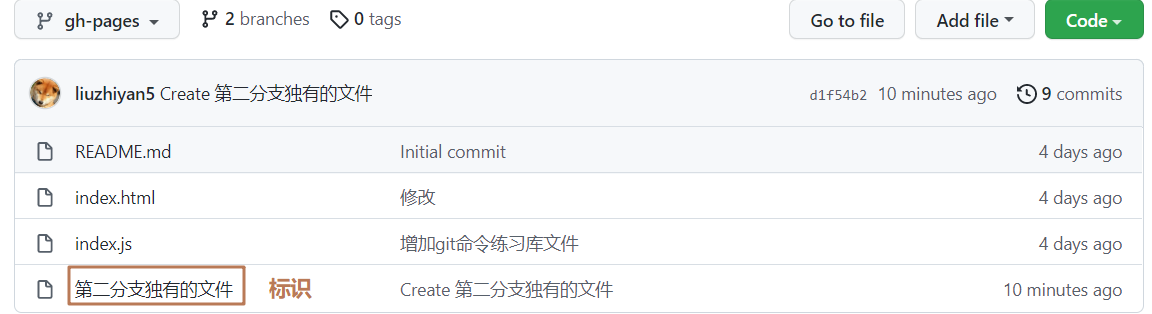 gh-pages 2 branches 0 tags Go to file Add file Code
liuzhiyan5 Create 第二分支独有的文件 d1f54b2 10 minutes ago 9 commits
README.md Initial commit 4 days ago
index.html 修改 4 days ago
index.js 增加git命令练习库文件 4 days ago
第二分支独有的文件 标识 Create 第二分支独有的文件 10 minutes ago